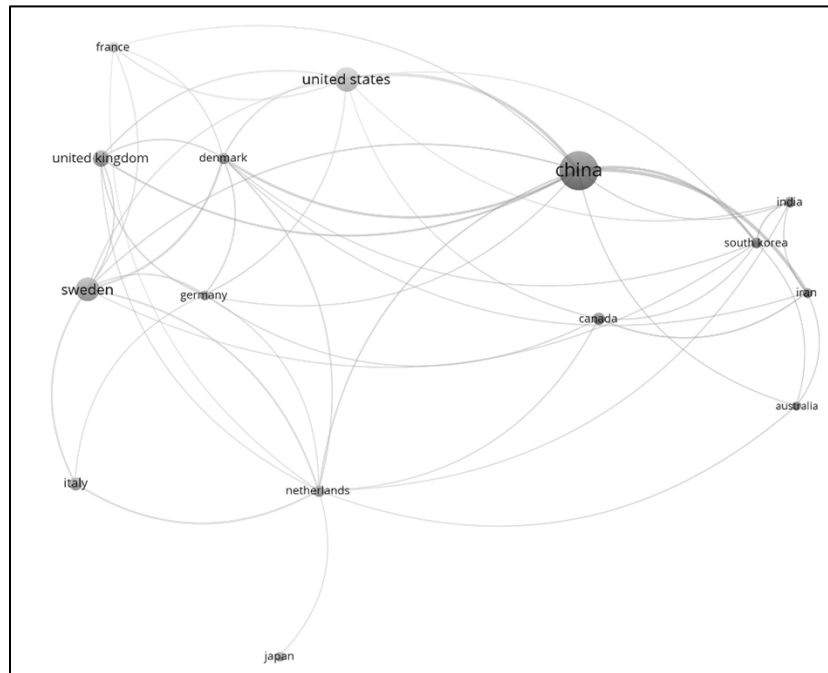 france
united states
united kingdom
denmark
china
india
south korea
sweden
germany
iran
canada
australia
italy
netherlands
japan